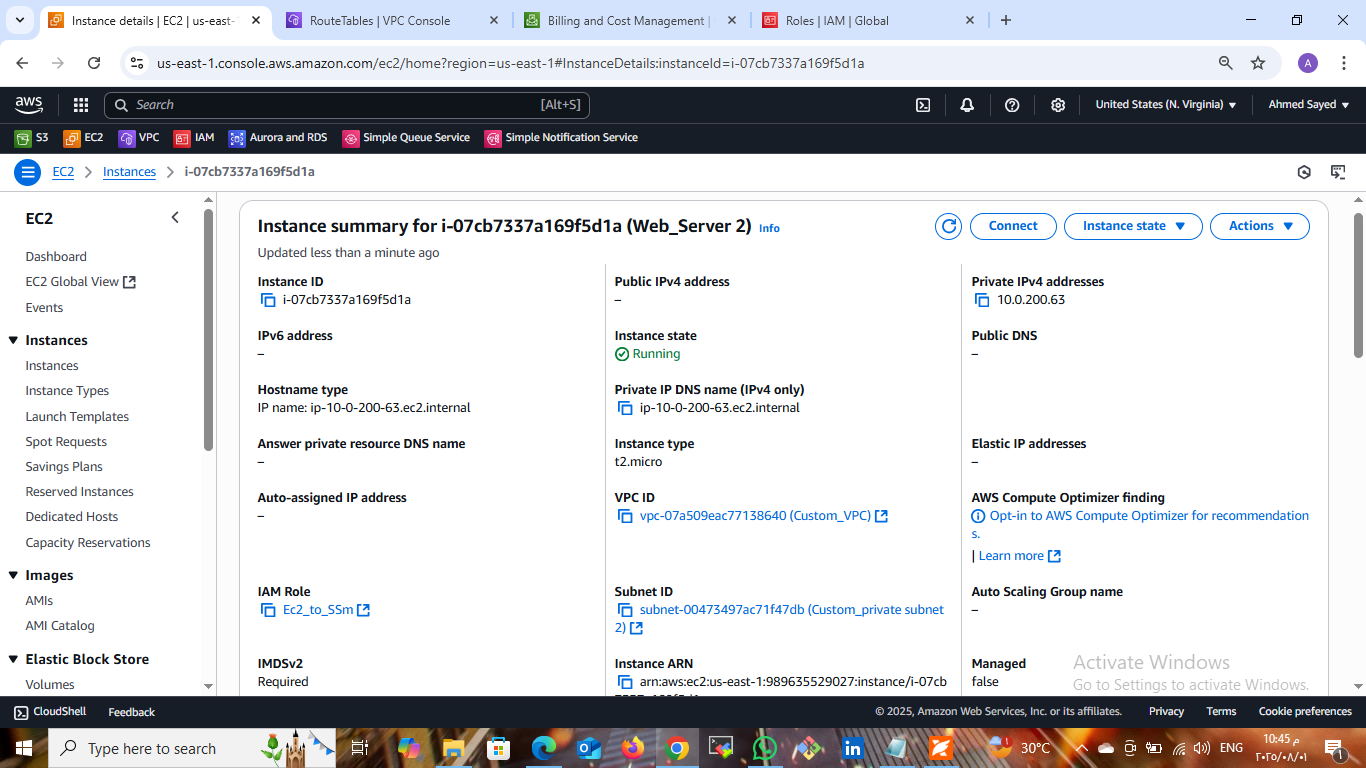 Instance details | EC2 | us-east-
RouteTables | VPC Console
Billing and Cost Management |
Roles | IAM | Global
us-east-1.console.aws.amazon.com/ec2/home?region=us-east-1#InstanceDetails:instanceId=i-07cb7337a169f5d1a
A
aws
Search
[Alt+S]
United States (N. Virginia)
Ahmed Sayed
S3
EC2
VPC
IAM
Aurora and RDS
Simple Queue Service
Simple Notification Service
EC2
Instances
i-07cb7337a169f5d1a
EC2
Dashboard
EC2 Global View
Events
Instances
Instances
Instance Types
Launch Templates
Spot Requests
Savings Plans
Reserved Instances
Dedicated Hosts
Capacity Reservations
Images
AMIs
AMI Catalog
Elastic Block Store
Volumes
Instance summary for i-07cb7337a169f5d1a (Web_Server 2) Info
Updated less than a minute ago
Connect
Instance state
Actions
Instance ID
i-07cb7337a169f5d1a
Public IPv4 address
–
Private IPv4 addresses
10.0.200.63
IPv6 address
–
Instance state
Running
Public DNS
–
Hostname type
IP name: ip-10-0-200-63.ec2.internal
Private IP DNS name (IPv4 only)
ip-10-0-200-63.ec2.internal
Answer private resource DNS name
–
Instance type
t2.micro
Elastic IP addresses
–
Auto-assigned IP address
–
VPC ID
vpc-07a509eac77138640 (Custom_VPC)
AWS Compute Optimizer finding
Opt-in to AWS Compute Optimizer for recommendation
s.
| Learn more
IAM Role
Ec2_to_SSm
Subnet ID
subnet-00473497ac71f47db (Custom_private subnet
2)
Auto Scaling Group name
–
IMDSv2
Required
Instance ARN
arn:aws:ec2:us-east-1:989635529027:instance/i-07cb
Managed
false
Activate Windows
Go to Settings to activate Windows.
CloudShell
Feedback
© 2025, Amazon Web Services, Inc. or its affiliates.
Privacy
Terms
Cookie preferences
Type here to search
30°C
ENG
10:45 م
٢٠٢٥/٠٨/٠١
1